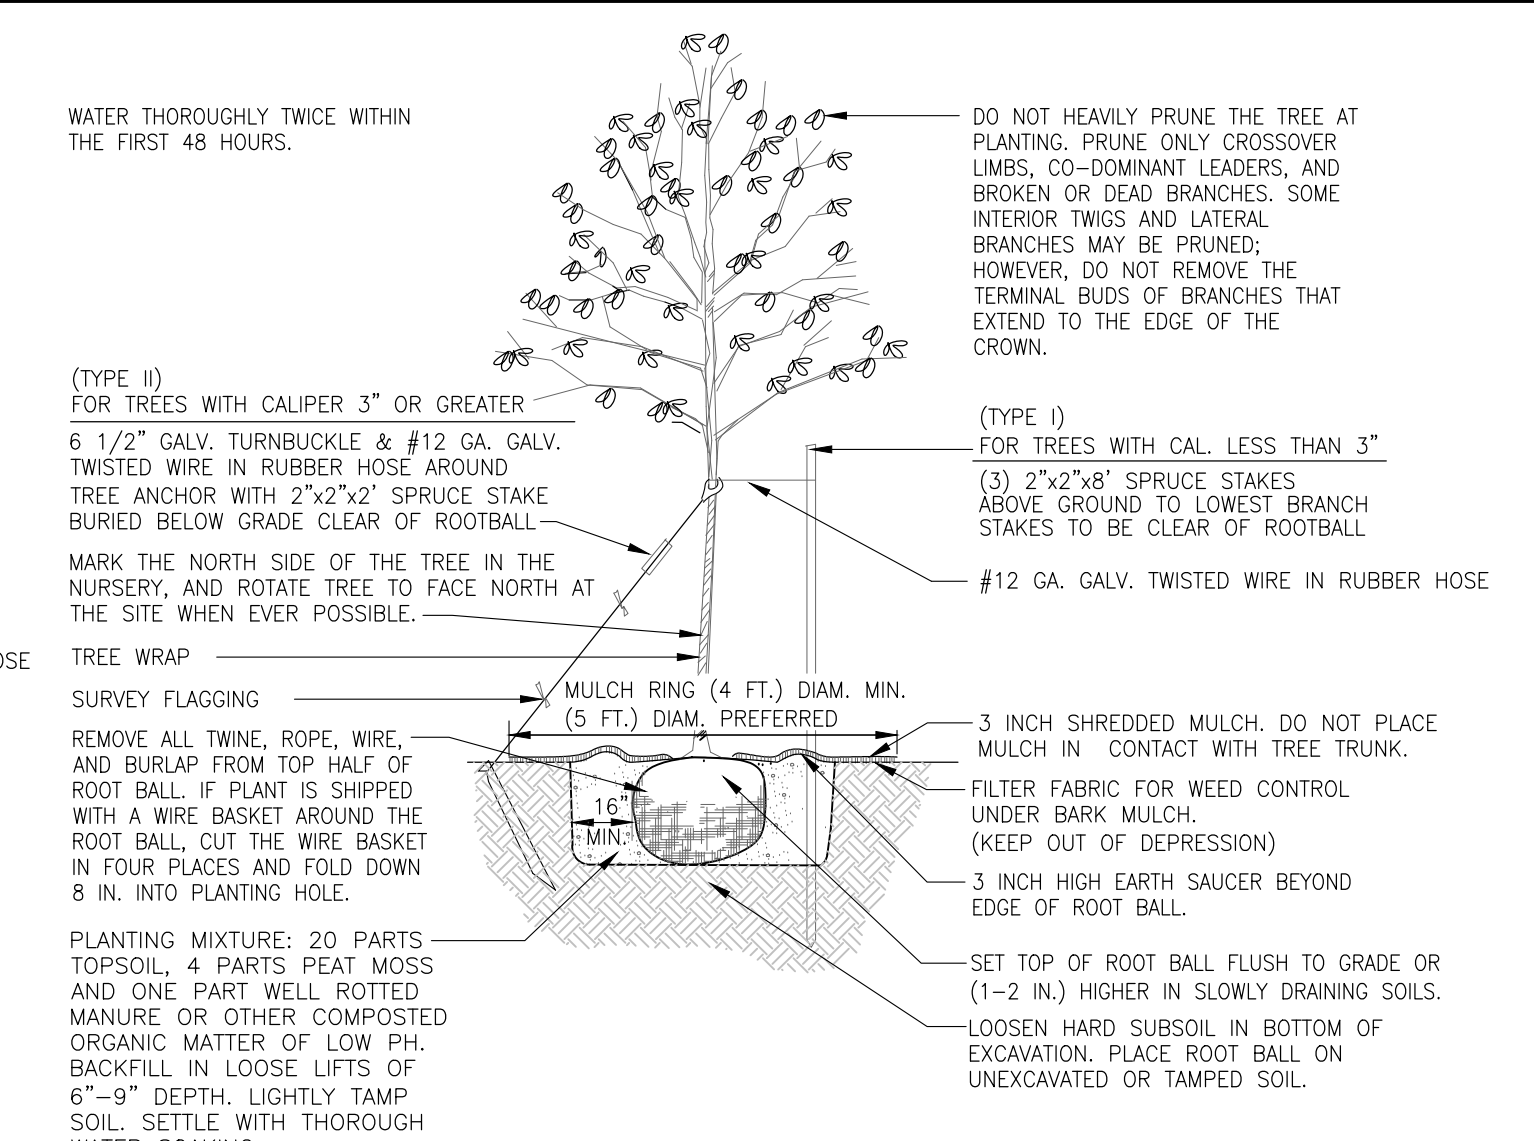 WATER THOROUGHLY TWICE WITHIN
THE FIRST 48 HOURS.
(TYPE II)
FOR TREES WITH CALIPER 3" OR GREATER
6 1/2" GALV. TURNBUCKLE & #12 GA. GALV.
TWISTED WIRE IN RUBBER HOSE AROUND
TREE ANCHOR WITH 2"x2"x2' SPRUCE STAKE
BURIED BELOW GRADE CLEAR OF ROOTBALL
MARK THE NORTH SIDE OF THE TREE IN THE
NURSERY, AND ROTATE TREE TO FACE NORTH AT
THE SITE WHEN EVER POSSIBLE.
OSE
TREE WRAP
SURVEY FLAGGING
REMOVE ALL TWINE, ROPE, WIRE,
AND BURLAP FROM TOP HALF OF
ROOT BALL. IF PLANT IS SHIPPED
WITH A WIRE BASKET AROUND THE
ROOT BALL, CUT THE WIRE BASKET
IN FOUR PLACES AND FOLD DOWN
8 IN. INTO PLANTING HOLE.
PLANTING MIXTURE: 20 PARTS
TOPSOIL, 4 PARTS PEAT MOSS
AND ONE PART WELL ROTTED
MANURE OR OTHER COMPOSTED
ORGANIC MATTER OF LOW PH.
BACKFILL IN LOOSE LIFTS OF
6"-9" DEPTH. LIGHTLY TAMP
SOIL. SETTLE WITH THOROUGH
MULCH RING (4 FT.) DIAM. MIN.
(5 FT.) DIAM. PREFERRED
16"
MIN.
DO NOT HEAVILY PRUNE THE TREE AT
PLANTING. PRUNE ONLY CROSSOVER
LIMBS, CO-DOMINANT LEADERS, AND
BROKEN OR DEAD BRANCHES. SOME
INTERIOR TWIGS AND LATERAL
BRANCHES MAY BE PRUNED;
HOWEVER, DO NOT REMOVE THE
TERMINAL BUDS OF BRANCHES THAT
EXTEND TO THE EDGE OF THE
CROWN.
(TYPE I)
FOR TREES WITH CAL. LESS THAN 3"
(3) 2"x2"x8' SPRUCE STAKES
ABOVE GROUND TO LOWEST BRANCH
STAKES TO BE CLEAR OF ROOTBALL
#12 GA. GALV. TWISTED WIRE IN RUBBER HOSE
3 INCH SHREDDED MULCH. DO NOT PLACE
MULCH IN CONTACT WITH TREE TRUNK.
FILTER FABRIC FOR WEED CONTROL
UNDER BARK MULCH.
(KEEP OUT OF DEPRESSION)
3 INCH HIGH EARTH SAUCER BEYOND
EDGE OF ROOT BALL.
SET TOP OF ROOT BALL FLUSH TO GRADE OR
(1-2 IN.) HIGHER IN SLOWLY DRAINING SOILS.
LOOSEN HARD SUBSOIL IN BOTTOM OF
EXCAVATION. PLACE ROOT BALL ON
UNEXCAVATED OR TAMPED SOIL.